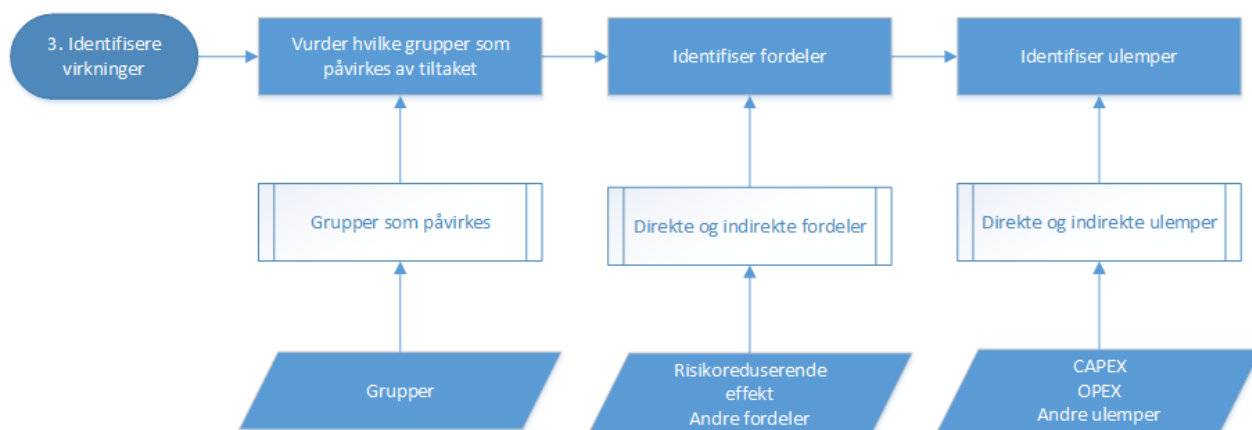 3. Identifisere
virkninger
Vurder hvilke grupper som
påvirkes av tiltaket
Identifiser fordeler
Identifiser ulemper
Grupper som påvirkes
Direkte og indirekte fordeler
Direkte og indirekte ulemper
Grupper
Risikoreduserende
effekt
Andre fordeler
CAPEX
OPEX
Andre ulemper